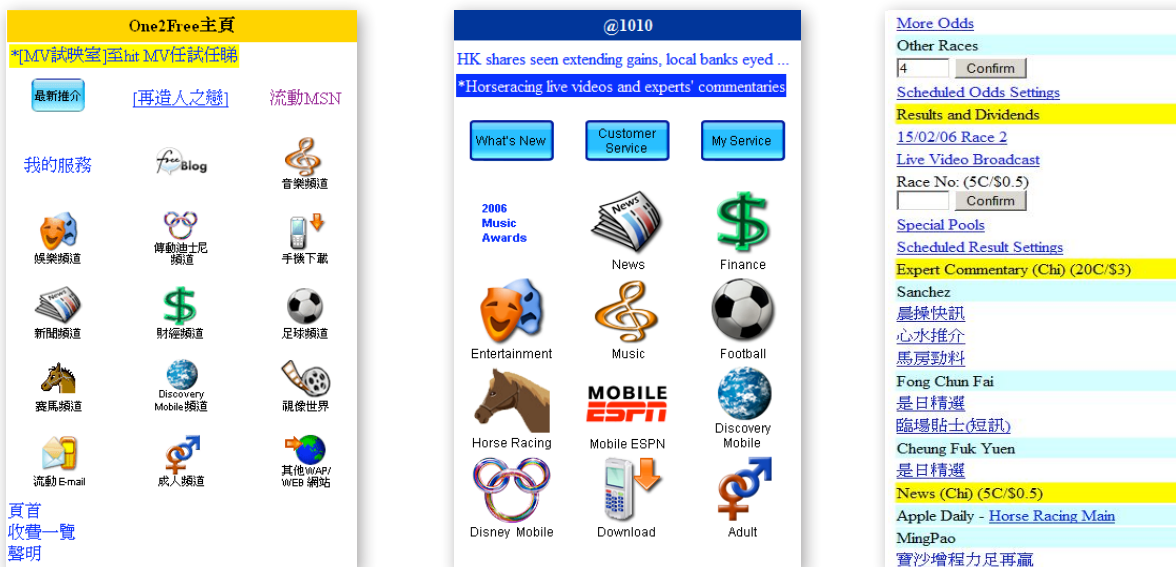 One2Free主頁
*[MV試映室]至hit MV任試任睇
最新推介
[再造人之戀]
流動MSN
我的服務
free Blog
音樂頻道
娛樂頻道
傳動迪士尼
頻道
手機下載
News
新聞頻道
財經頻道
足球頻道
賽馬頻道
Discovery
Mobile頻道
視像世界
流動 E-mail
成人頻道
其他WAP/
WEB 網站
頁首
收費一覽
聲明
@1010
HK shares seen extending gains, local banks eyed ...
*Horseracing live videos and experts' commentaries
What's New
Customer
Service
My Service
2006
Music
Awards
News
News
Finance
Entertainment
Music
Football
Horse Racing
MOBILE
ESPN
Mobile ESPN
Discovery
Mobile
Disney Mobile
Download
Adult
More Odds
Other Races
4 Confirm
Scheduled Odds Settings
Results and Dividends
15/02/06 Race 2
Live Video Broadcast
Race No: (5C/$0.5)
Confirm
Special Pools
Scheduled Result Settings
Expert Commentary (Chi) (20C/$3)
Sanchez
晨操快訊
心水推介
馬房勁料
Fong Chun Fai
是日精選
臨場貼士(短訊)
Cheung Fuk Yuen
是日精選
News (Chi) (5C/$0.5)
Apple Daily - Horse Racing Main
MingPao
寶沙增程力足再贏